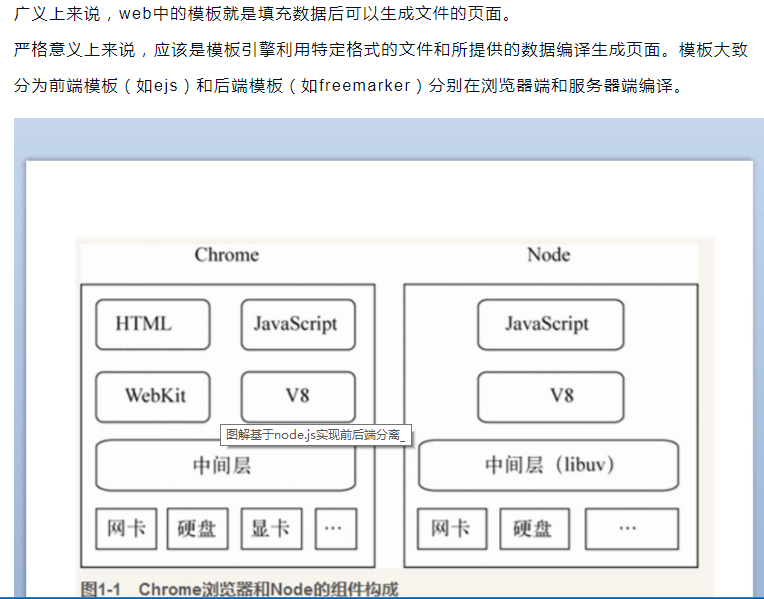 广义上来说，web中的模板就是填充数据后可以生成文件的页面。
严格意义上来说，应该是模板引擎利用特定格式的文件和所提供的数据编译生成页面。模板大致
分为前端模板（如ejs）和后端模板（如freemarker）分别在浏览器端和服务器端编译。
Chrome
Node
HTML
JavaScript
JavaScript
WebKit
V8
V8
图解基于node.js实现前后端分离_
中间层
中间层（libuv）
网卡
硬盘
显卡
…
网卡
硬盘
…
图1-1 Chrome浏览器和Node的组件构成